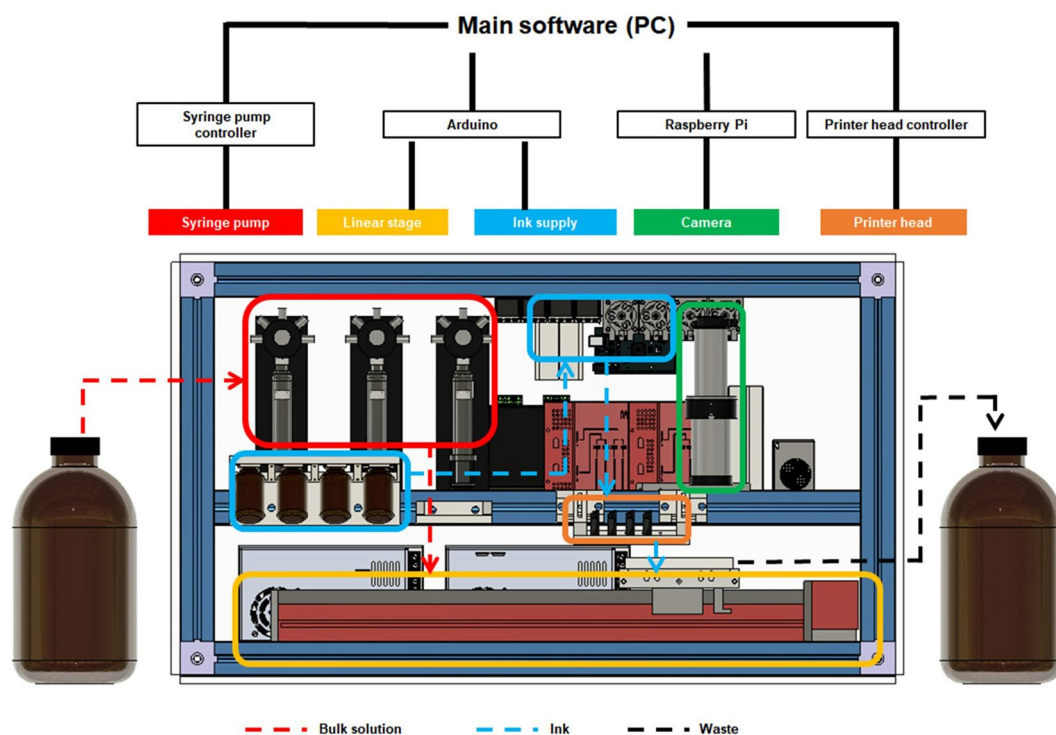 Main software (PC)
Syringe pump
controller
Arduino
Raspberry Pi
Printer head controller
Syringe pump
Linear stage
Ink supply
Camera
Printer head
Bulk solution
Ink
Waste